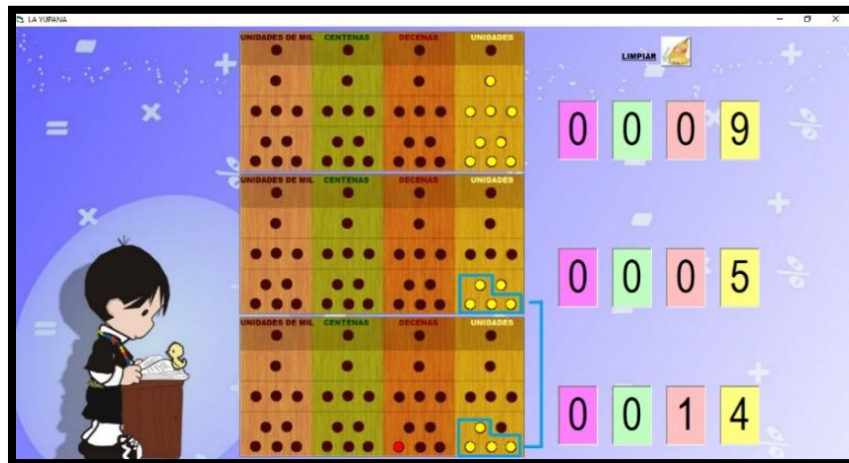 LA YUPANA
UNIDADES DE MIL CENTENAS DECENAS UNIDADES
LIMPIAR
0 0 0 9
UNIDADES DE MIL CENTENAS DECENAS UNIDADES
0 0 0 5
UNIDADES DE MIL CENTENAS DECENAS UNIDADES
0 0 1 4